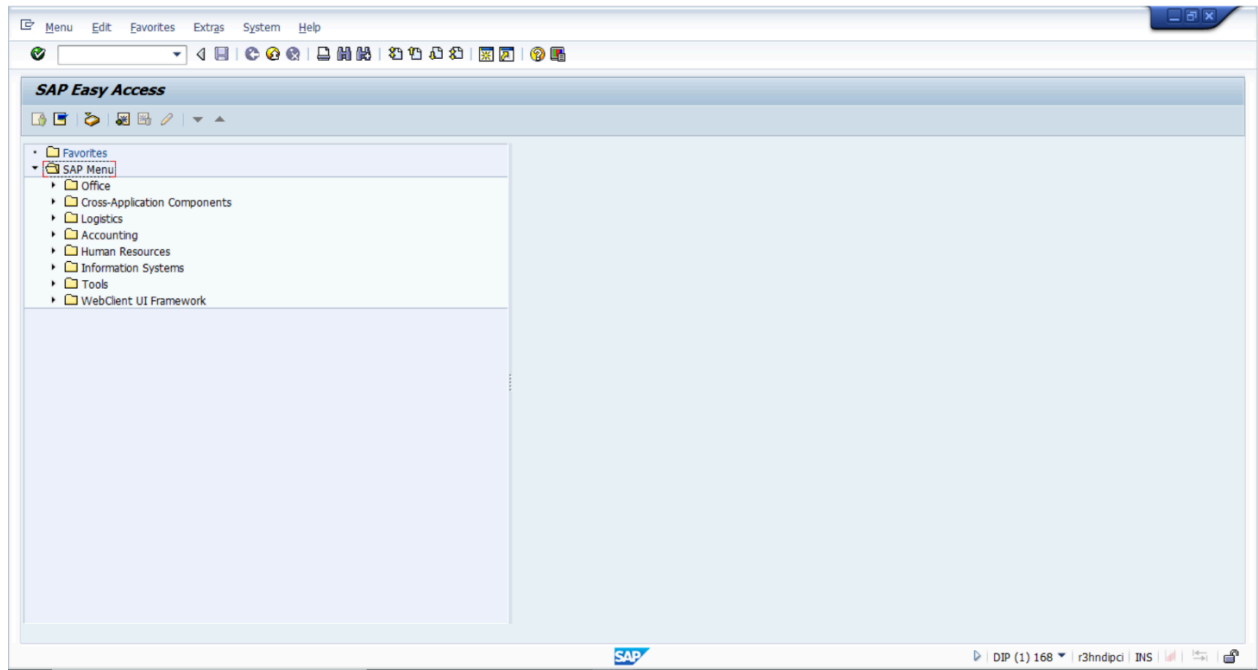 Menu Edit Favorites Extras System Help
SAP Easy Access
Favorites
SAP Menu
Office
Cross-Application Components
Logistics
Accounting
Human Resources
Information Systems
Tools
WebClient UI Framework
SAP DIP (1) 168 r3hndipci INS